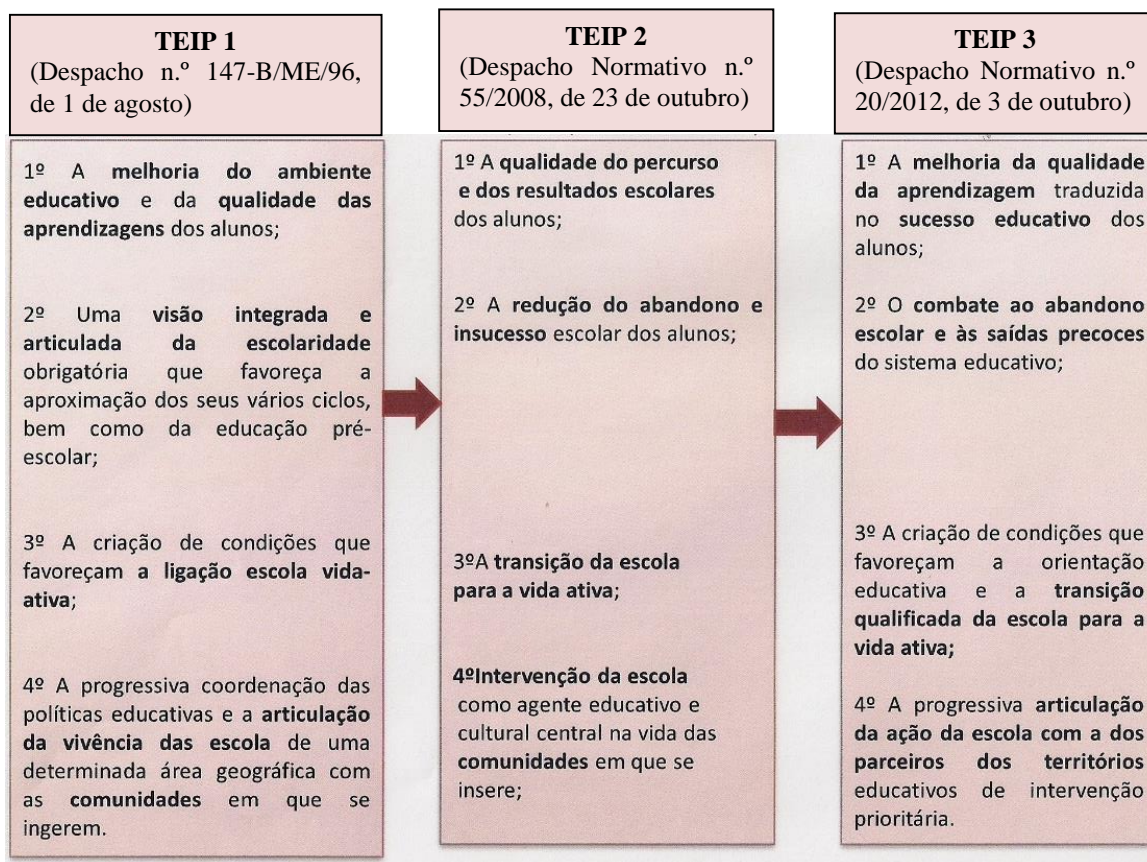 TEIP 1
(Despacho n.º 147-B/ME/96,
de 1 de agosto)
1º A melhoria do ambiente
educativo e da qualidade das
aprendizagens dos alunos;
2º Uma visão integrada e
articulada da escolaridade
obrigatória que favoreça a
aproximação dos seus vários ciclos,
bem como da educação pré-
escolar;
3º A criação de condições que
favoreçam a ligação escola vida-
ativa;
4º A progressiva coordenação das
políticas educativas e a articulação
da vivência das escola de uma
determinada área geográfica com
as comunidades em que se
ingerem.
TEIP 2
(Despacho Normativo n.º
55/2008, de 23 de outubro)
1º A qualidade do percurso
e dos resultados escolares
dos alunos;
2º A redução do abandono e
insucesso escolar dos alunos;
3ºA transição da escola
para a vida ativa;
4ºIntervenção da escola
como agente educativo e
cultural central na vida das
comunidades em que se
insere;
TEIP 3
(Despacho Normativo n.º
20/2012, de 3 de outubro)
1º A melhoria da qualidade
da aprendizagem traduzida
no sucesso educativo dos
alunos;
2º O combate ao abandono
escolar e às saídas precoces
do sistema educativo;
3º A criação de condições que
favoreçam a orientação
educativa e a transição
qualificada da escola para a
vida ativa;
4º A progressiva articulação
da ação da escola com a dos
parceiros dos territórios
educativos de intervenção
prioritária.